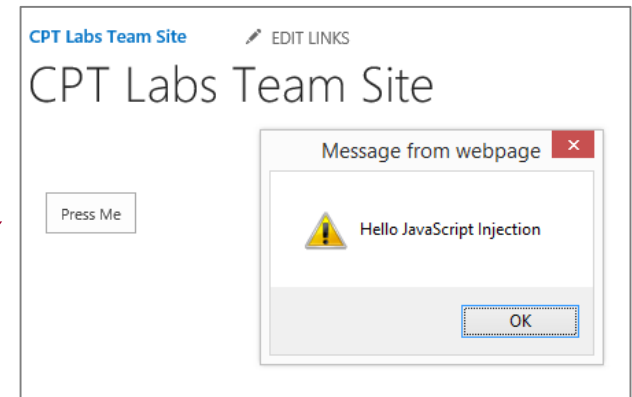 CPT Labs Team Site EDIT LINKS
CPT Labs Team Site
Message from webpage
Press Me
Hello JavaScript Injection
OK